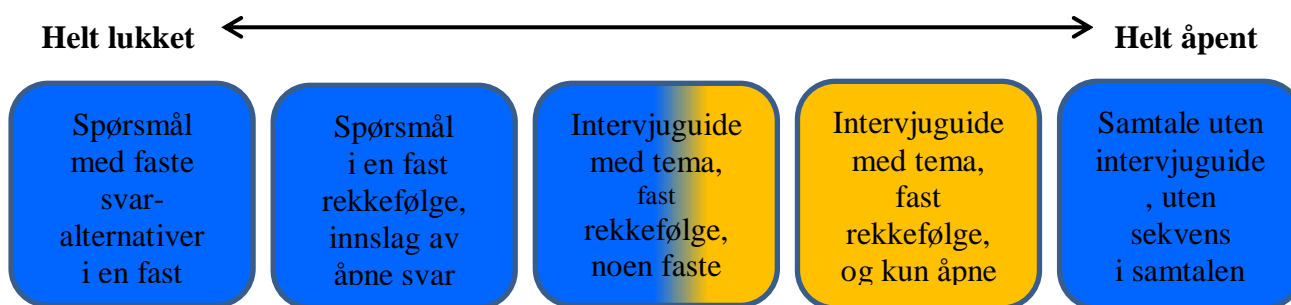 Helt lukket
Helt åpent
Spørsmål
med faste
svar-
alternativer
i en fast
Spørsmål
i en fast
rekkefølge,
innslag av
åpne svar
Intervjuguide
med tema,
fast
rekkefølge,
noen faste
Intervjuguide
med tema,
fast
rekkefølge,
og kun åpne
Samtale uten
intervjuguide
, uten
sekvens
i samtalen